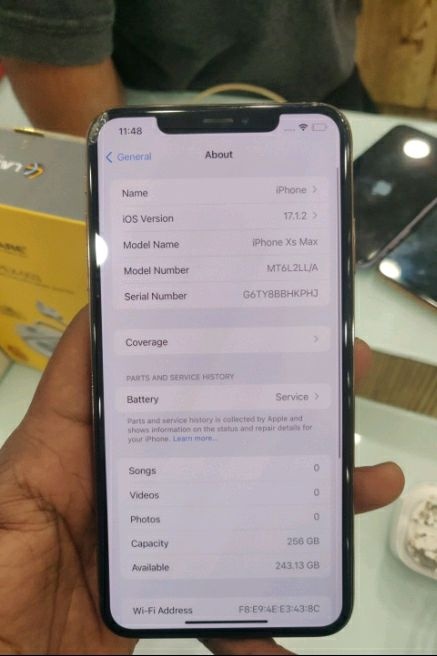 11:48
General
About
Name iPhone
iOS Version 17.1.2
Model Name iPhone Xs Max
Model Number MT6L2LL/A
Serial Number G6TY8BBHKPHJ
Coverage
PARTS AND SERVICE HISTORY
Battery Service
Parts and service history is collected by Apple and
shows information on the status and repair details for
your iPhone. Learn more...
Songs 0
Videos 0
Photos 0
Capacity 256 GB
Available 243.13 GB
Wi-Fi Address F8:E9:4E:E3:43:8C